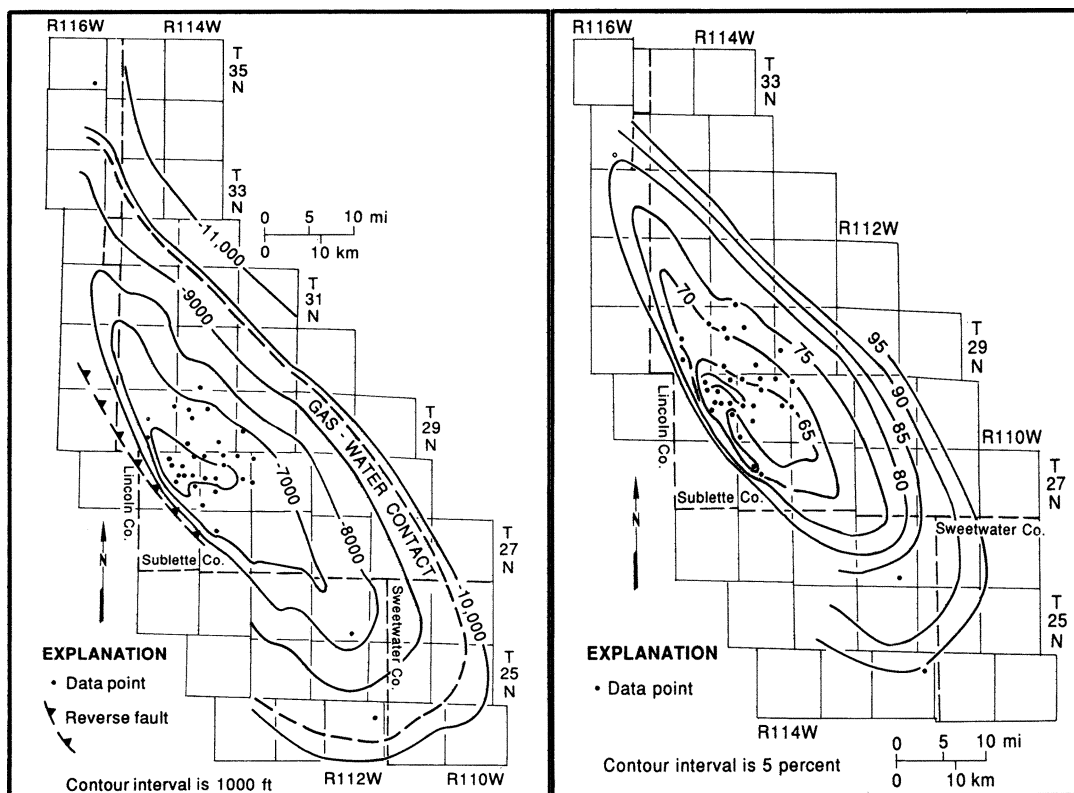 R116W
R114W
T
35
N
T
33
N
0 5 10 mi
0 10 km
-11,000
T
31
N
-9000
GAS - WATER CONTACT
T
29
N
-7000
Lincoln Co.
N
-8000
T
27
N
Sublette Co.
-10,000
Sweetwater Co.
EXPLANATION
• Data point
Reverse fault
T
25
N
R112W
R110W
Contour interval is 1000 ft
R116W
R114W
T
33
N
R112W
70
75
95
T
29
N
90
Lincoln Co.
65
85
R110W
80
T
27
N
Sublette Co.
Sweetwater Co.
N
T
25
N
EXPLANATION
• Data point
R114W
0 5 10 mi
0 10 km
Contour interval is 5 percent